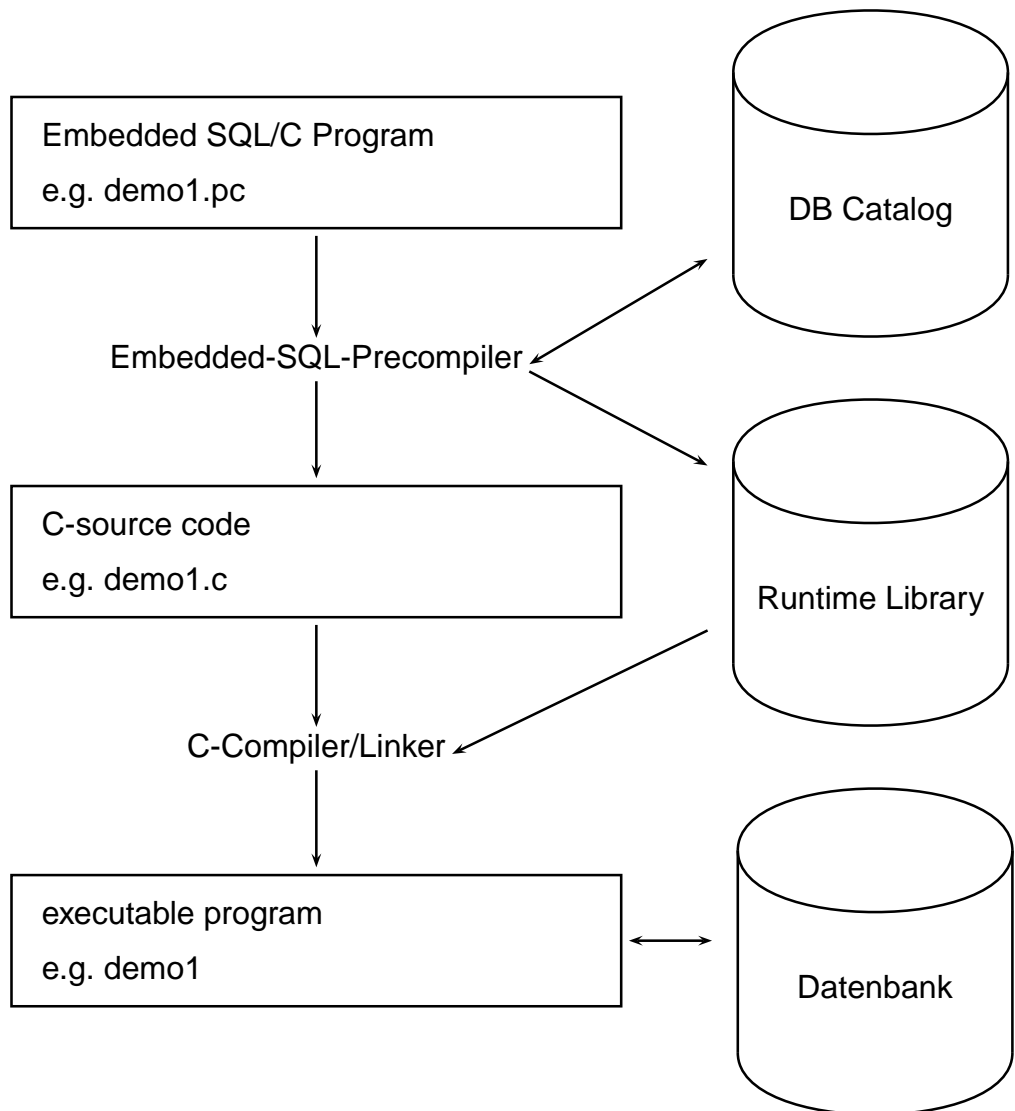 Embedded SQL/C Program
e.g. demo1.pc
DB Catalog
Embedded-SQL-Precompiler
C-source code
e.g. demo1.c
Runtime Library
C-Compiler/Linker
executable program
e.g. demo1
Datenbank